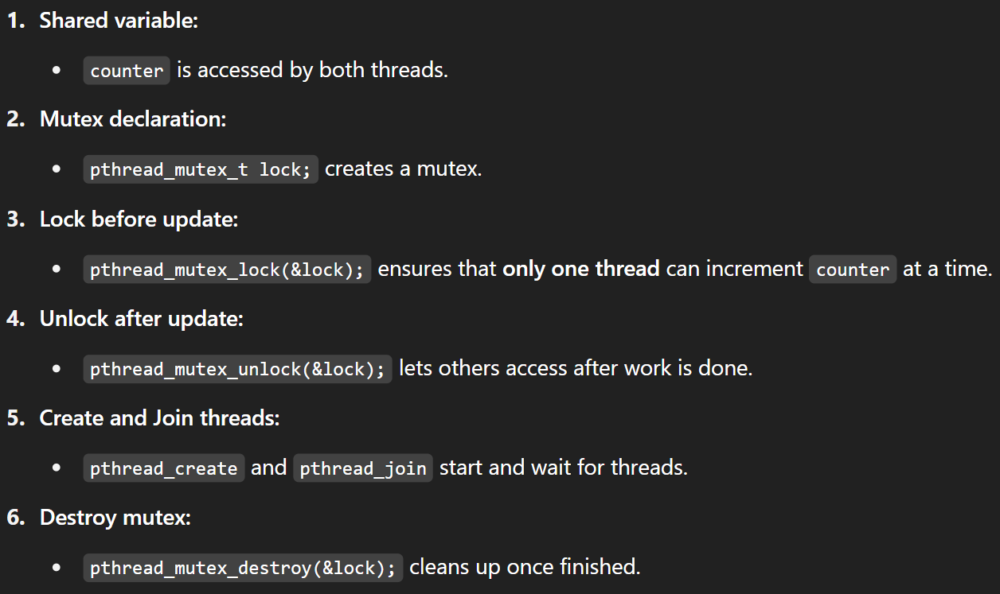 1. Shared variable:
• counter is accessed by both threads.
2. Mutex declaration:
• pthread_mutex_t lock; creates a mutex.
3. Lock before update:
• pthread_mutex_lock(&lock); ensures that only one thread can increment counter at a time.
4. Unlock after update:
• pthread_mutex_unlock(&lock); lets others access after work is done.
5. Create and Join threads:
• pthread_create and pthread_join start and wait for threads.
6. Destroy mutex:
• pthread_mutex_destroy(&lock); cleans up once finished.